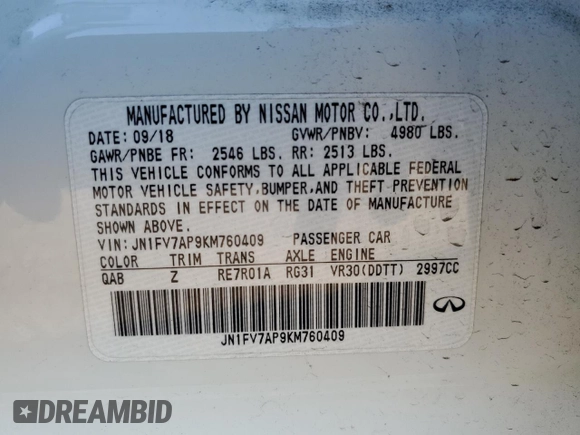 MANUFACTURED BY NISSAN MOTOR CO.,LTD.
DATE: 09/18 GVWR/PNBV: 4980 LBS.
GAWR/PNBE FR: 2546 LBS. RR: 2513 LBS.
THIS VEHICLE CONFORMS TO ALL APPLICABLE FEDERAL
MOTOR VEHICLE SAFETY,BUMPER,AND THEFT PREVENTION
STANDARDS IN EFFECT ON THE DATE OF MANUFACTURE
SHOWN ABOVE.
VIN: JN1FV7AP9KM760409 PASSENGER CAR
COLOR TRIM TRANS AXLE ENGINE
QAB Z RE7R01A RG31 VR30(DDTT) 2997CC
JN1FV7AP9KM760409
DREAMBID